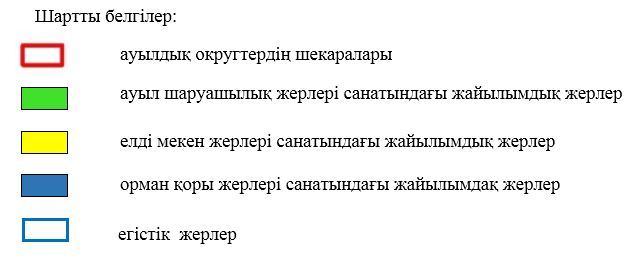 Шартты белгілер:
ауылдық округтердің шекаралары
ауыл шаруашылық жерлері санатындағы жайылымдық жерлер
елді мекен жерлері санатындағы жайылымдық жерлер
орман қоры жерлері санатындағы жайылымдақ жерлер
егістік жерлер